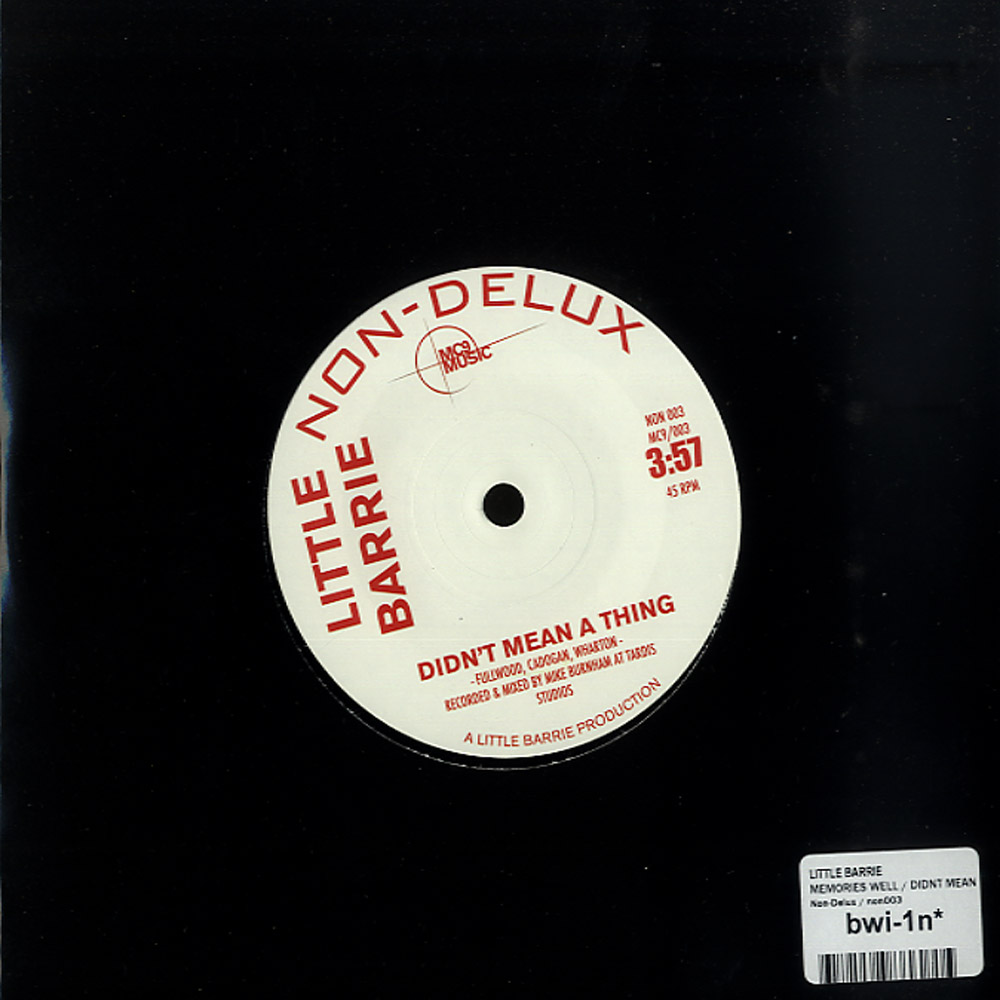 NON-DELUX
MC9
MUSIC
LITTLE
BARRIE
NON 003
MC9/003
3:57
45 RPM
DIDN'T MEAN A THING
- FULLWOOD, CADOGAN, WHARTON -
RECORDED & MIXED BY MIKE BURNHAM AT TARDIS
STUDIOS
A LITTLE BARRIE PRODUCTION
LITTLE BARRIE
MEMORIES WELL / DIDNT MEAN
Non-Delux / non003
bwi-1n*